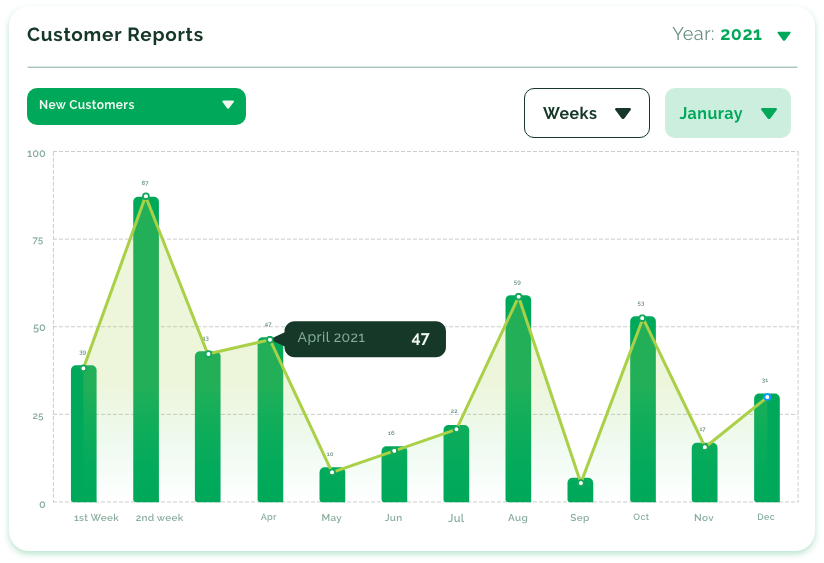 Customer Reports
Year: 2021
New Customers
Weeks
Januray
100
87
75
59
53
50
47
April 2021 47
43
39
31
25
22
17
16
10
0
1st Week 2nd week Apr May Jun Jul Aug Sep Oct Nov Dec